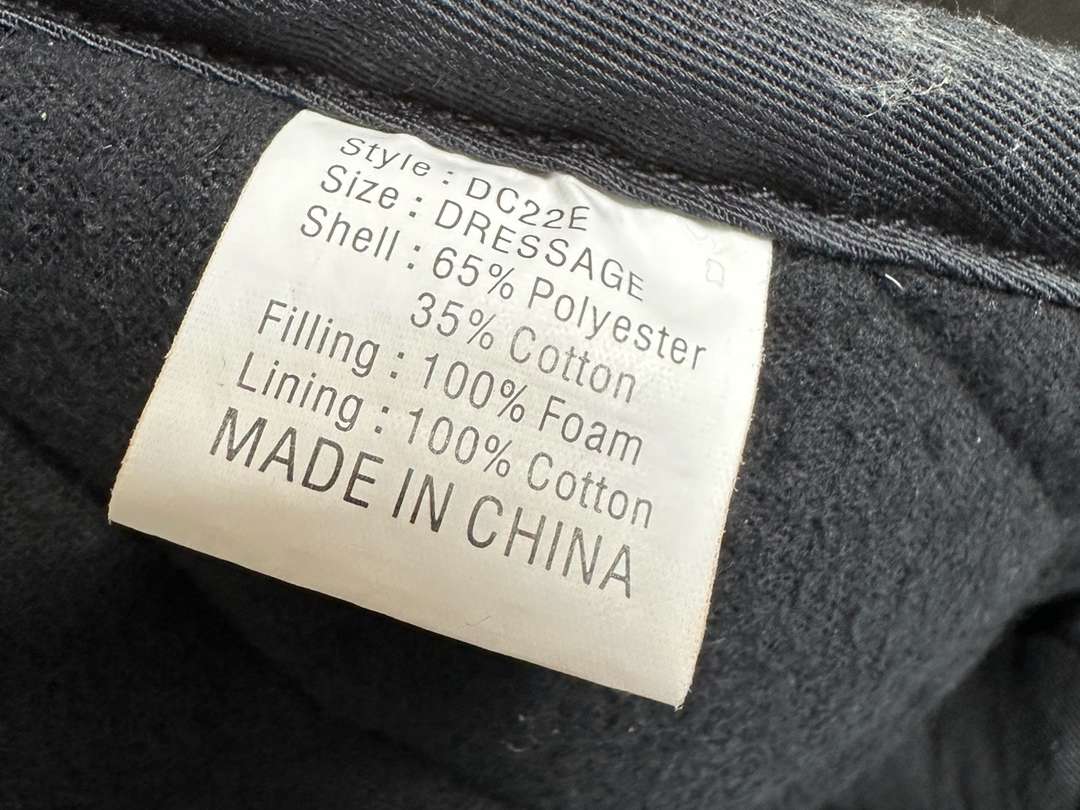 Style : DC22E
Size : DRESSAGE
Shell : 65% Polyester
35% Cotton
Filling : 100% Foam
Lining : 100% Cotton
MADE IN CHINA